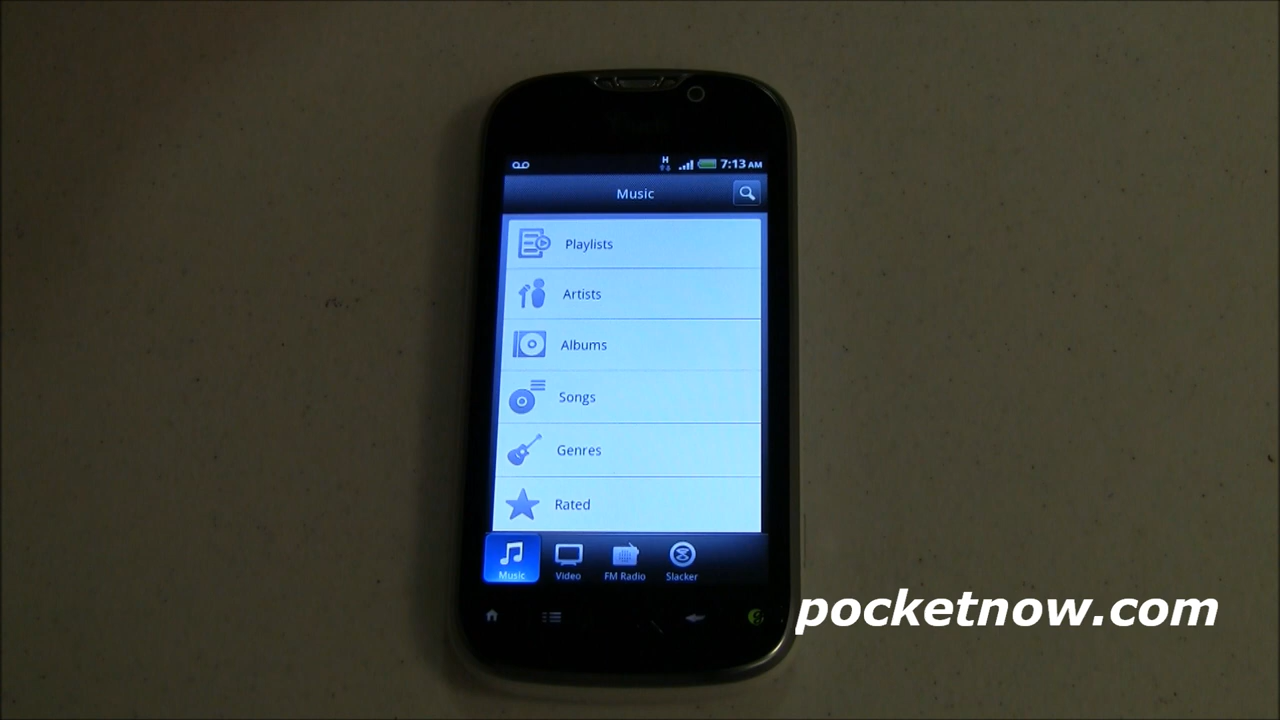 H
7:13 AM
Music
Playlists
Artists
Albums
Songs
Genres
Rated
Music Video FM Radio Slacker
pocketnow.com